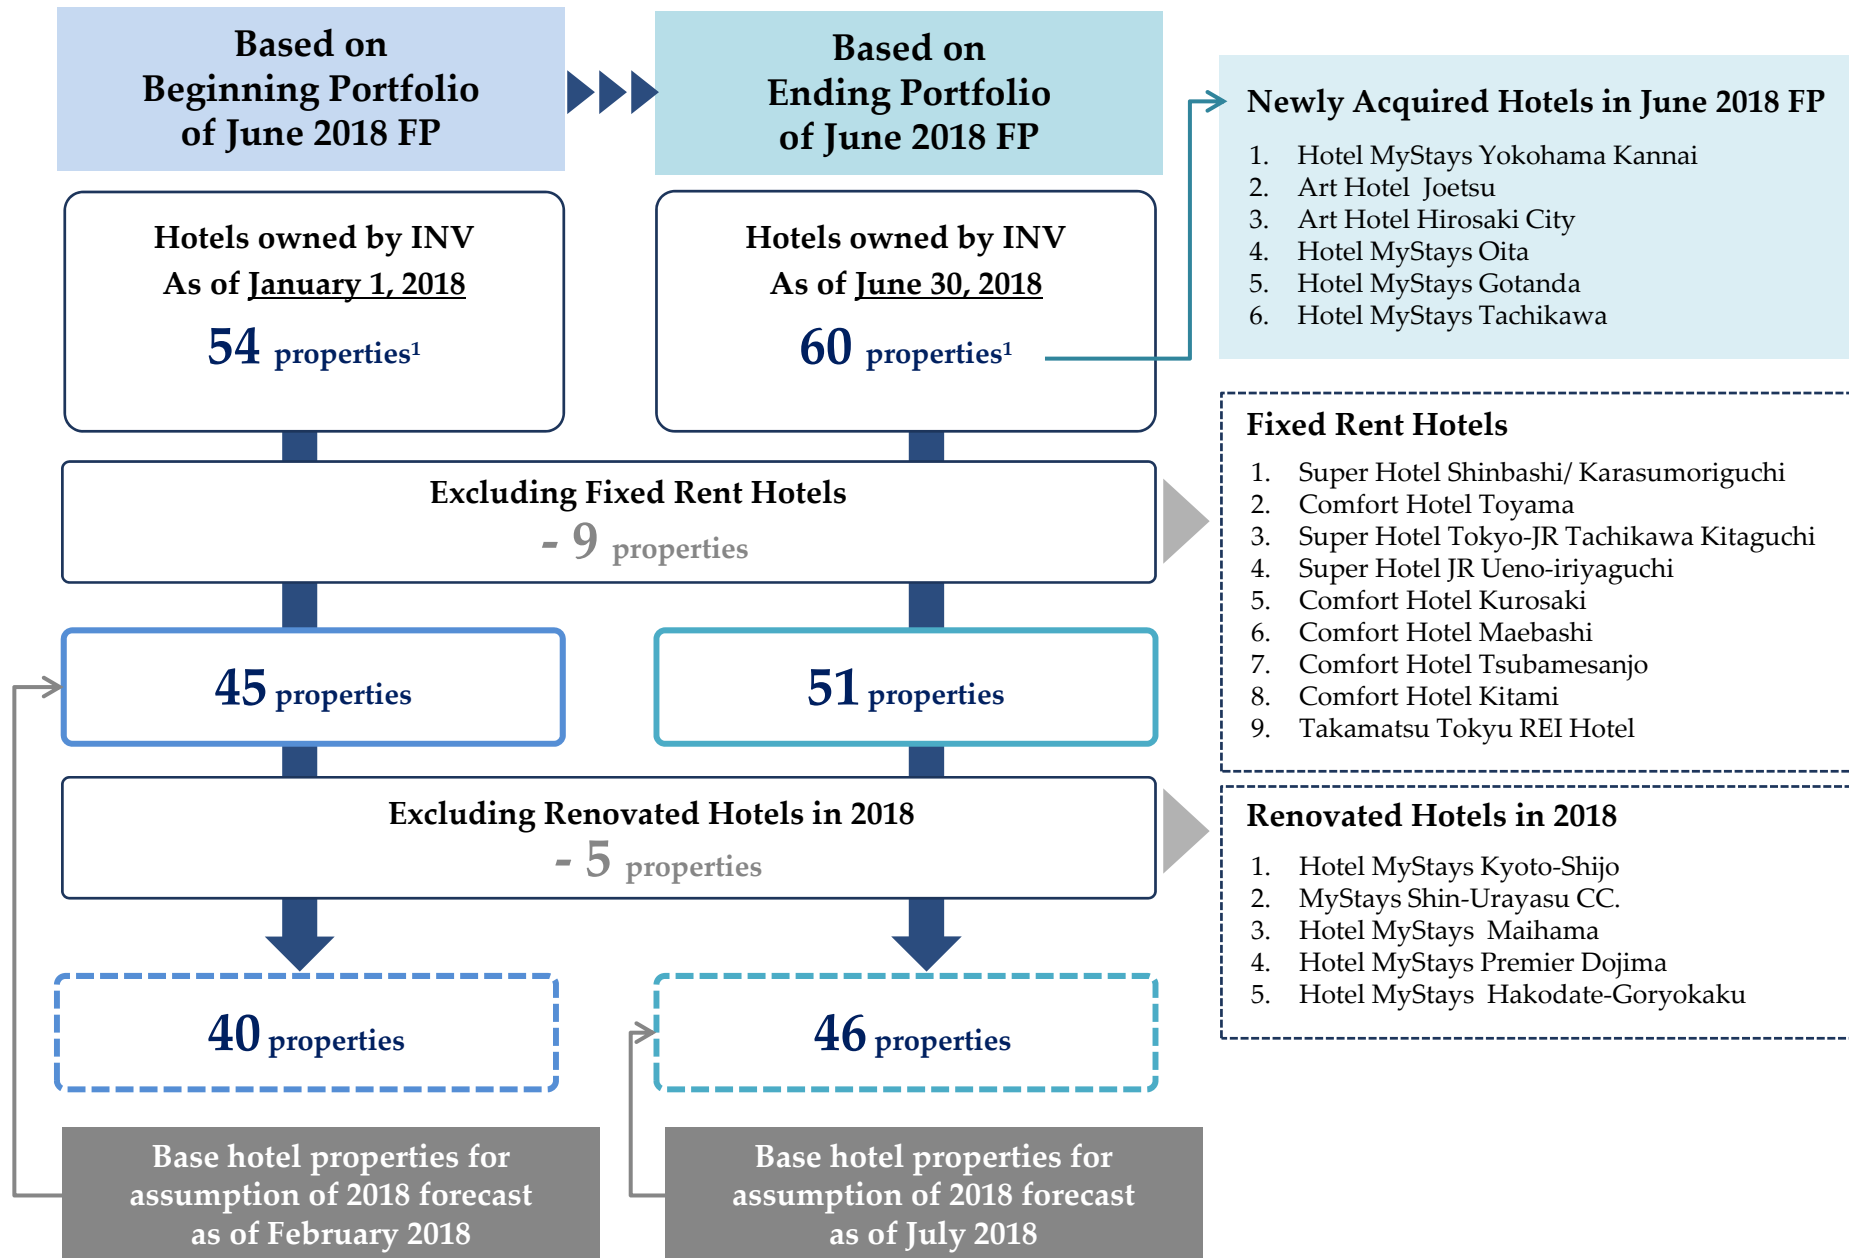 Based on
Beginning Portfolio
of June 2018 FP
Based on
Ending Portfolio
of June 2018 FP
Newly Acquired Hotels in June 2018 FP
1. Hotel MyStays Yokohama Kannai
2. Art Hotel Joetsu
3. Art Hotel Hirosaki City
4. Hotel MyStays Oita
5. Hotel MyStays Gotanda
6. Hotel MyStays Tachikawa
Hotels owned by INV
As of January 1, 2018
54 properties¹
Hotels owned by INV
As of June 30, 2018
60 properties¹
Excluding Fixed Rent Hotels
- 9 properties
Fixed Rent Hotels
1. Super Hotel Shinbashi/ Karasumoriguchi
2. Comfort Hotel Toyama
3. Super Hotel Tokyo-JR Tachikawa Kitaguchi
4. Super Hotel JR Ueno-iriyaguchi
5. Comfort Hotel Kurosaki
6. Comfort Hotel Maebashi
7. Comfort Hotel Tsubamesanjo
8. Comfort Hotel Kitami
9. Takamatsu Tokyu REI Hotel
45 properties
51 properties
Excluding Renovated Hotels in 2018
- 5 properties
Renovated Hotels in 2018
1. Hotel MyStays Kyoto-Shijo
2. MyStays Shin-Urayasu CC.
3. Hotel MyStays Maihama
4. Hotel MyStays Premier Dojima
5. Hotel MyStays Hakodate-Goryokaku
40 properties
46 properties
Base hotel properties for
assumption of 2018 forecast
as of February 2018
Base hotel properties for
assumption of 2018 forecast
as of July 2018